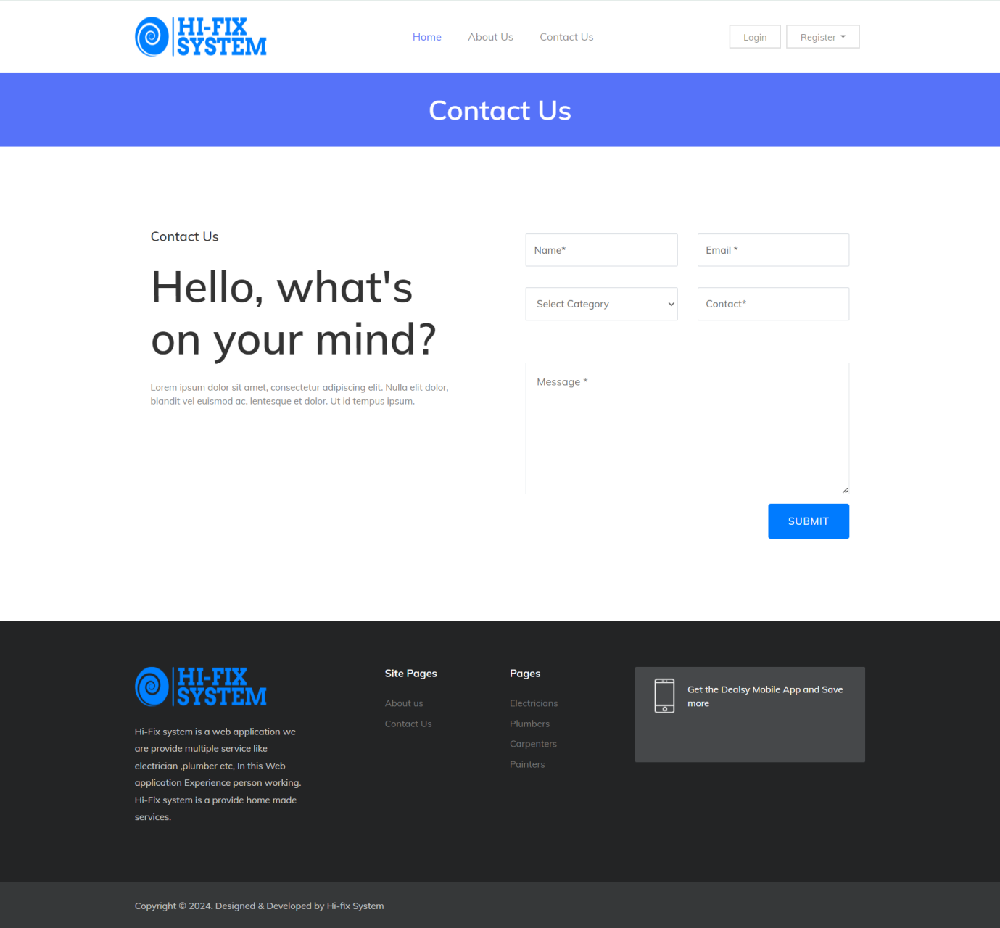 HI-FIX
SYSTEM
Home
About Us
Contact Us
Login
Register
Contact Us
Contact Us
Hello, what's
on your mind?
Lorem ipsum dolor sit amet, consectetur adipiscing elit. Nulla elit dolor,
blandit vel euismod ac, lentesque et dolor. Ut id tempus ipsum.
Name*
Email *
Select Category
Contact*
Message *
SUBMIT
HI-FIX
SYSTEM
Hi-Fix system is a web application we
are provide multiple service like
electrician ,plumber etc, In this Web
application Experience person working.
Hi-Fix system is a provide home made
services.
Site Pages
About us
Contact Us
Pages
Electricians
Plumbers
Carpenters
Painters
Get the Dealsy Mobile App and Save
more
Copyright © 2024. Designed & Developed by Hi-fix System